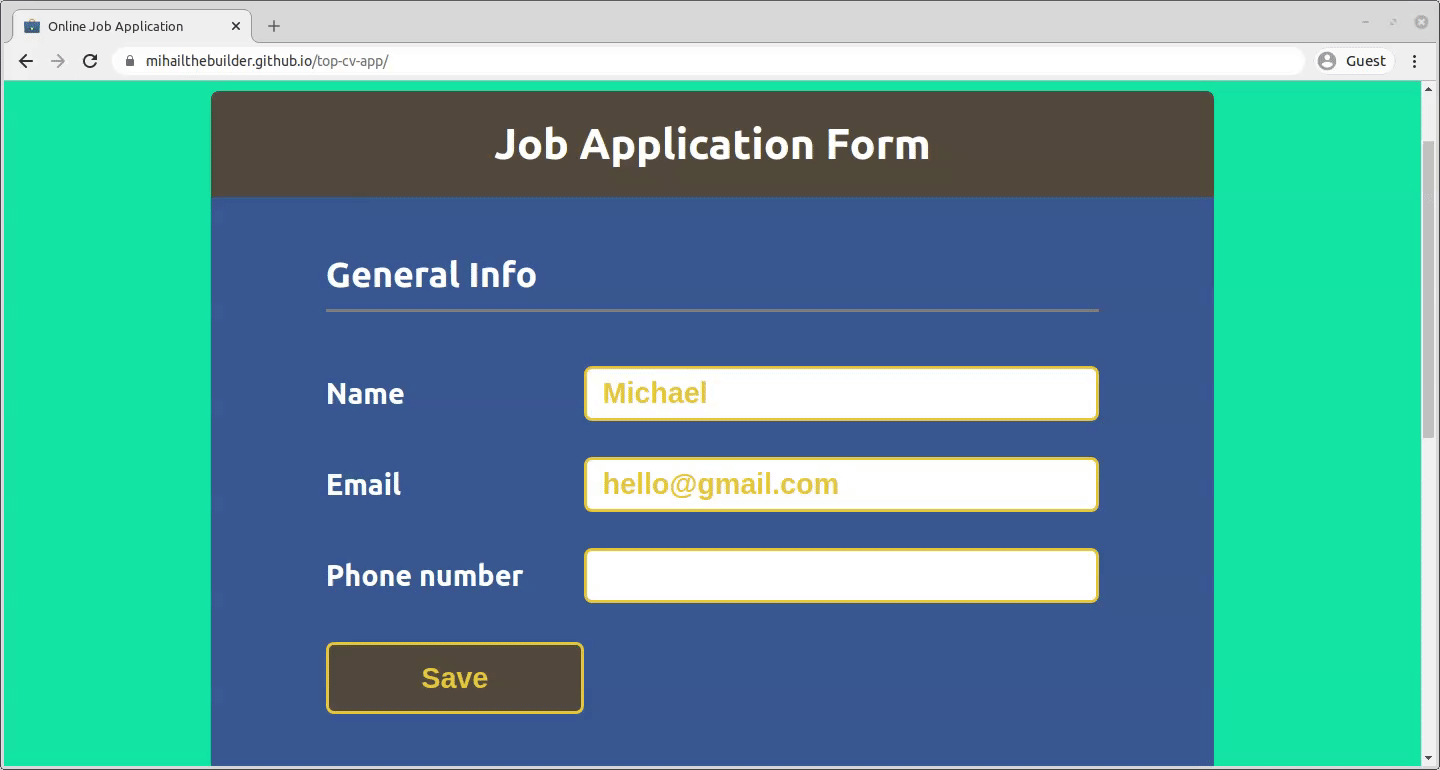 Online Job Application
mihailthebuilder.github.io/top-cv-app/
Guest
Job Application Form
General Info
Name
Michael
Email
hello@gmail.com
Phone number
Save